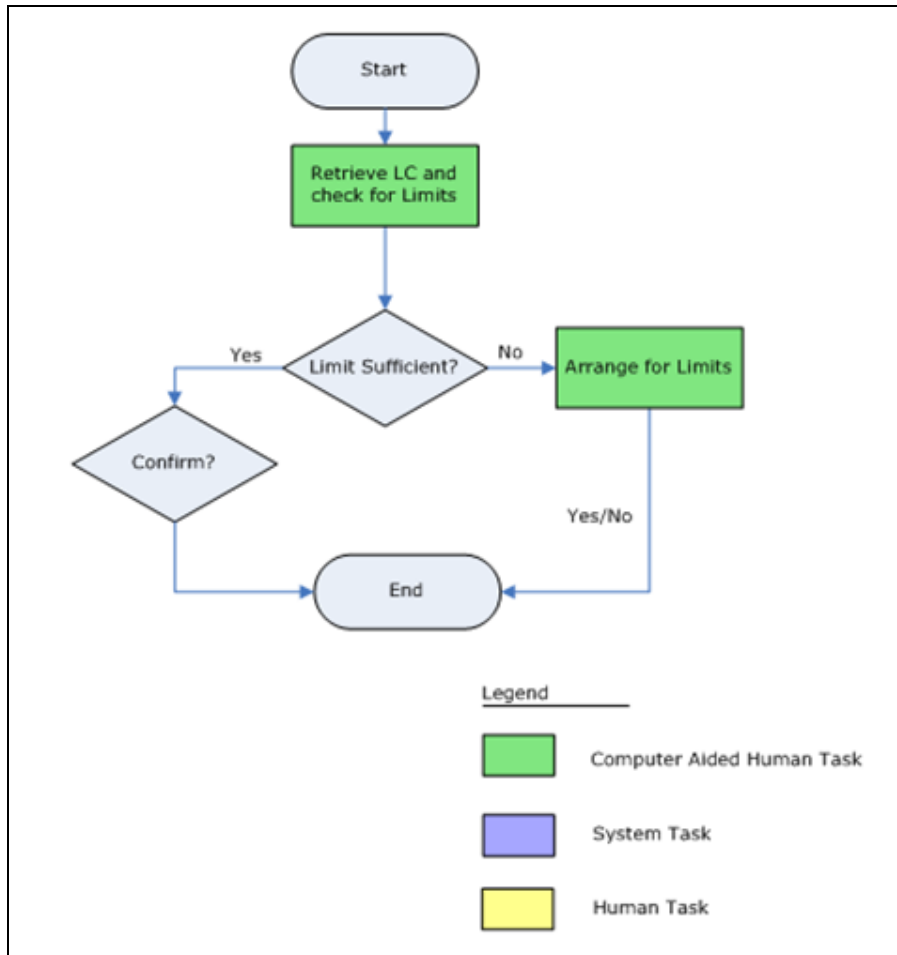 Start
Retrieve LC and
check for Limits
Yes
Limit Sufficient?
No
Arrange for Limits
Confirm?
Yes/No
End
Legend
Computer Aided Human Task
System Task
Human Task